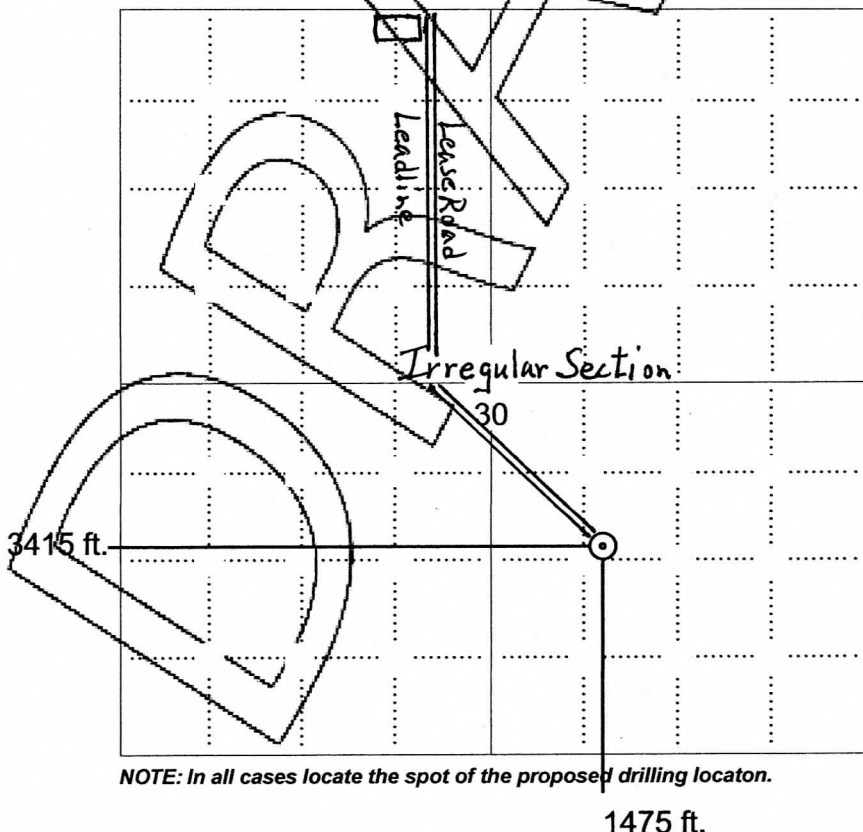 Leadline
Lease Road
Irregular Section
30
3415 ft.
NOTE: In all cases locate the spot of the proposed drilling locaton.
1475 ft.